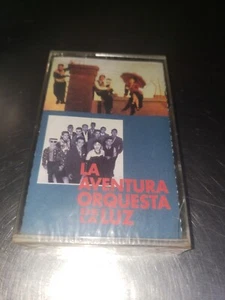 LA
AVENTURA
ORQUESTA
DE LA LUZ